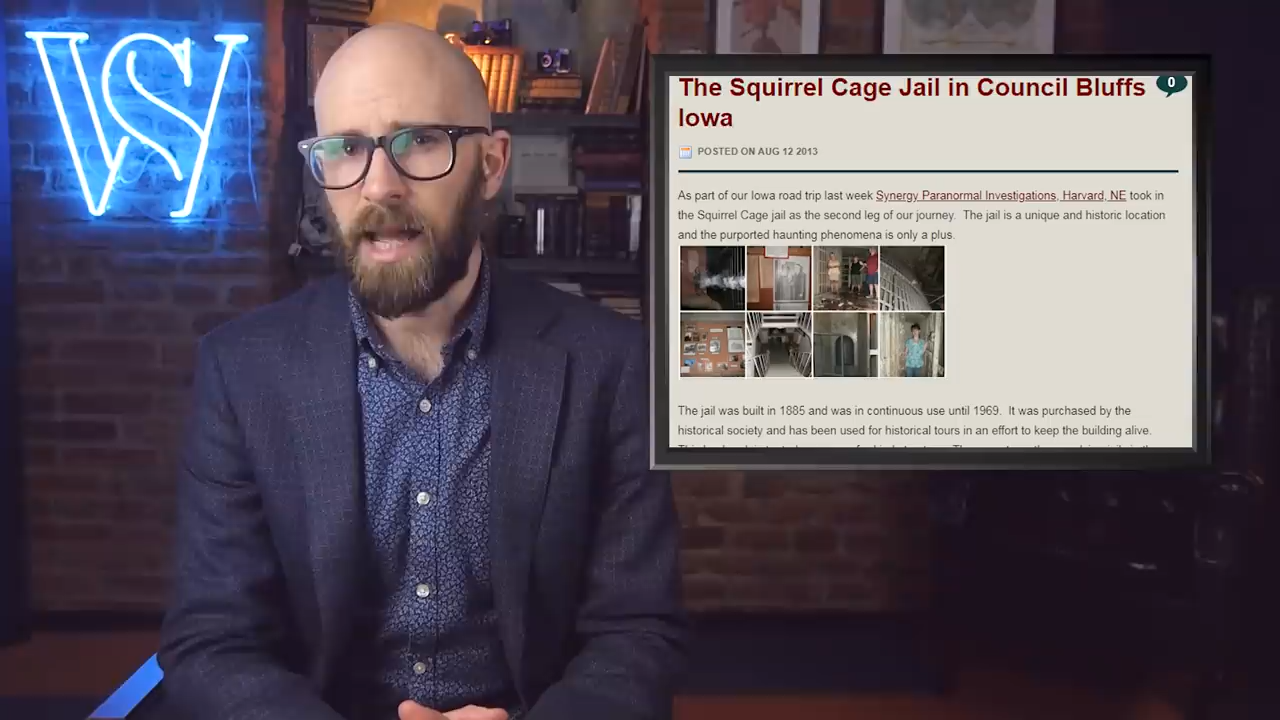 WS
The Squirrel Cage Jail in Council Bluffs
Iowa
0
POSTED ON AUG 12 2013
As part of our Iowa road trip last week Synergy Paranormal Investigations, Harvard, NE took in
the Squirrel Cage jail as the second leg of our journey. The jail is a unique and historic location
and the purported haunting phenomena is only a plus.
The jail was built in 1885 and was in continuous use until 1969. It was purchased by the
historical society and has been used for historical tours in an effort to keep the building alive.